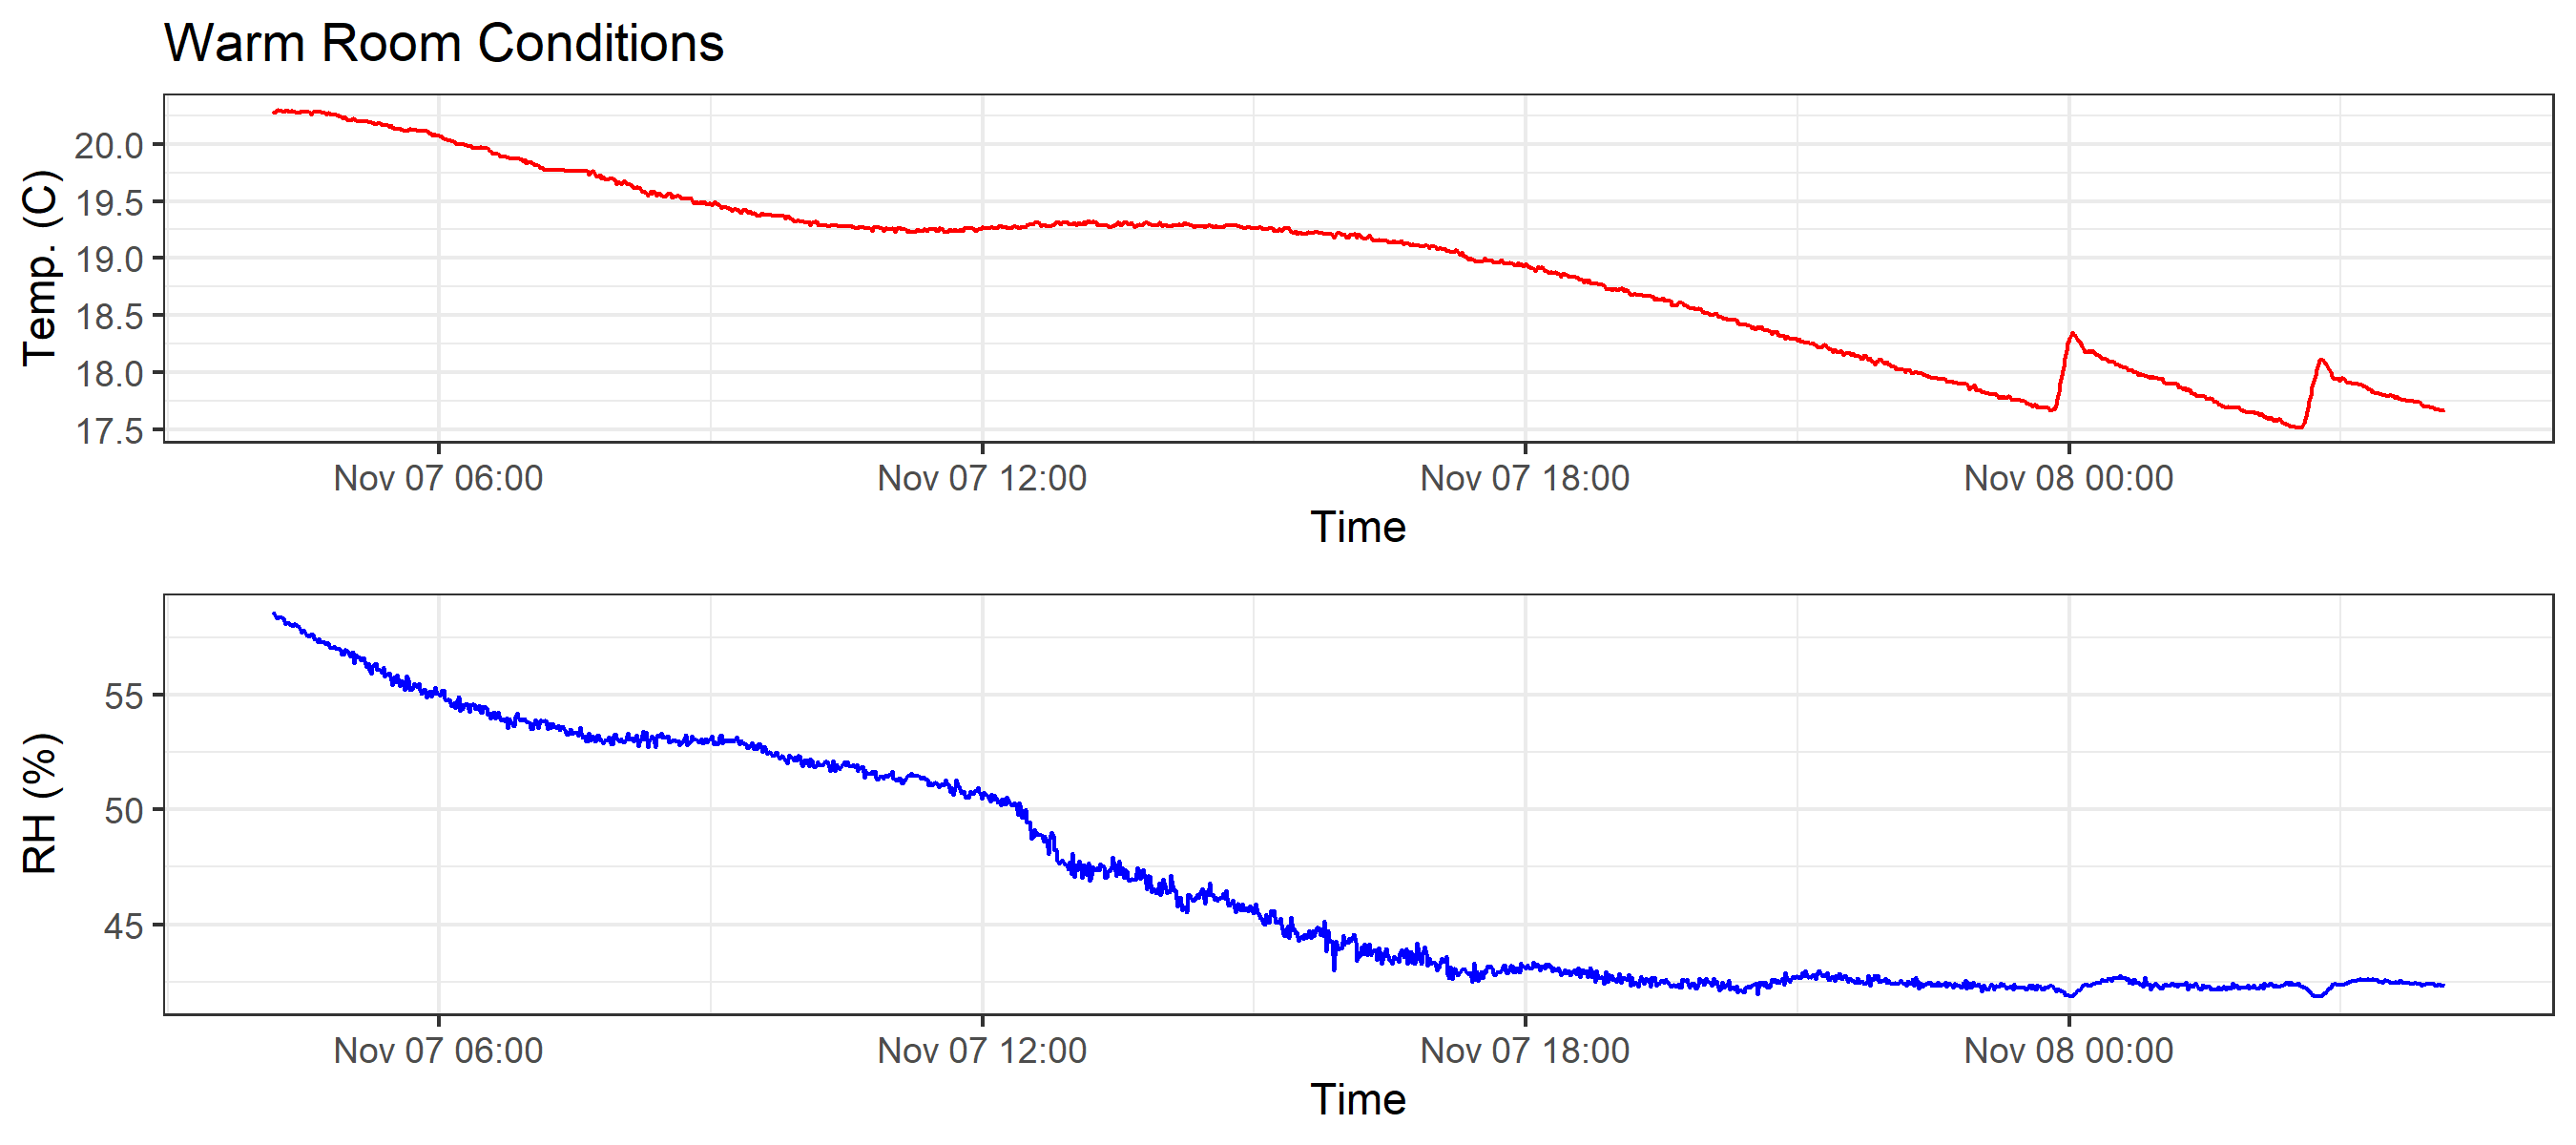 Warm Room Conditions
Temp. (C)
20.0
19.5
19.0
18.5
18.0
17.5
Nov 07 06:00 Nov 07 12:00 Nov 07 18:00 Nov 08 00:00
Time
RH (%)
55
50
45
Nov 07 06:00 Nov 07 12:00 Nov 07 18:00 Nov 08 00:00
Time